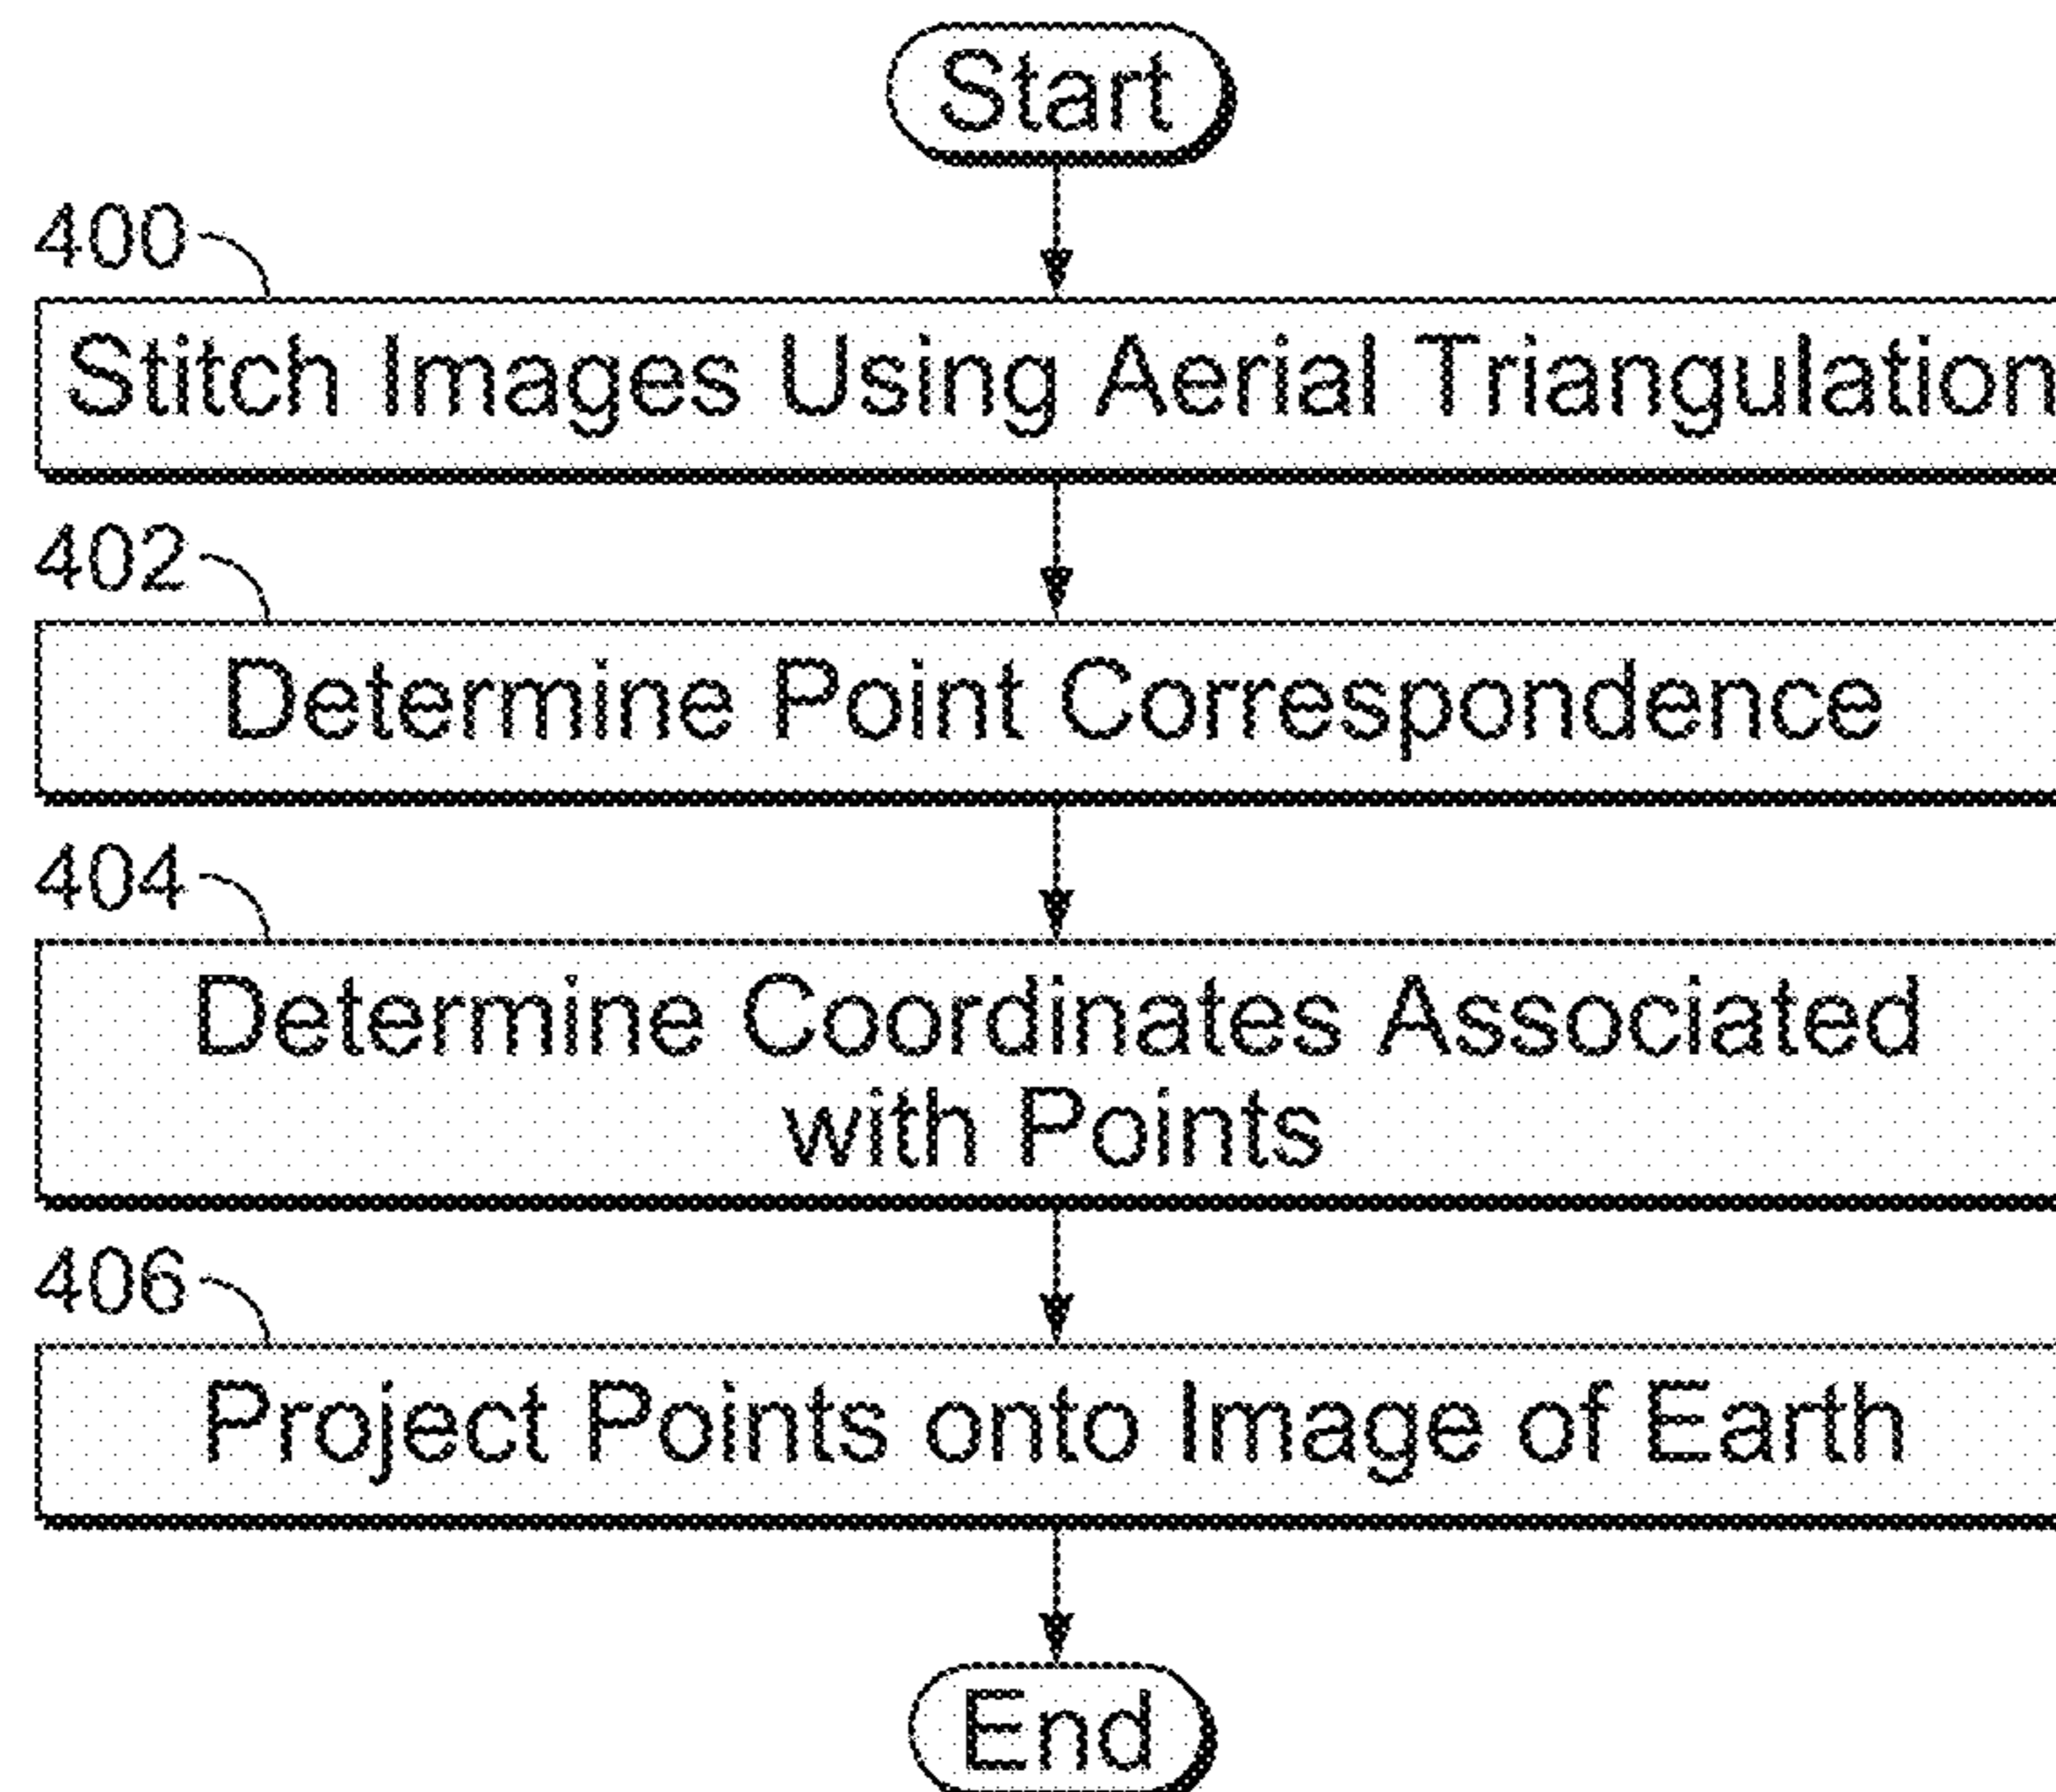 Start
400
Stitch Images Using Aerial Triangulation
402
Determine Point Correspondence
404
Determine Coordinates Associated
with Points
406
Project Points onto Image of Earth
End